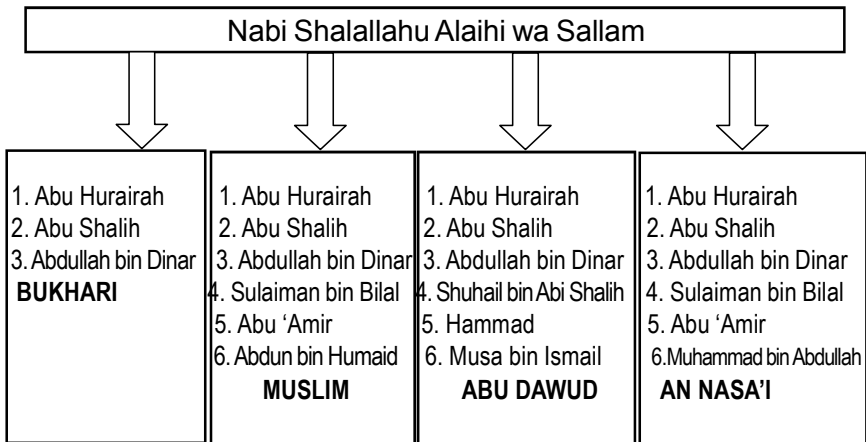 Nabi Shalallahu Alaihi wa Sallam
1. Abu Hurairah
2. Abu Shalih
3. Abdullah bin Dinar
BUKHARI
1. Abu Hurairah
2. Abu Shalih
3. Abdullah bin Dinar
4. Sulaiman bin Bilal
5. Abu ‘Amir
6. Abdun bin Humaid
MUSLIM
1. Abu Hurairah
2. Abu Shalih
3. Abdullah bin Dinar
4. Shuhail bin Abi Shalih
5. Hammad
6. Musa bin Ismail
ABU DAWUD
1. Abu Hurairah
2. Abu Shalih
3. Abdullah bin Dinar
4. Sulaiman bin Bilal
5. Abu ‘Amir
6. Muhammad bin Abdullah
AN NASA’I